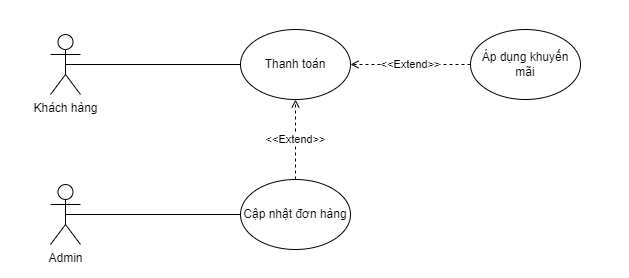 Thanh toán
<<Extend>>
Áp dụng khuyến
mãi
Khách hàng
<<Extend>>
Cập nhật đơn hàng
Admin